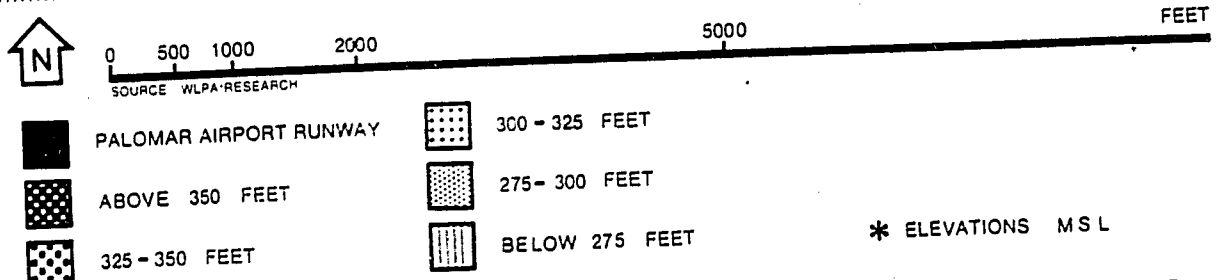 N
0 500 1000 2000 5000 FEET
SOURCE WLPA RESEARCH
PALOMAR AIRPORT RUNWAY
ABOVE 350 FEET
325-350 FEET
300-325 FEET
275-300 FEET
BELOW 275 FEET
* ELEVATIONS MSL